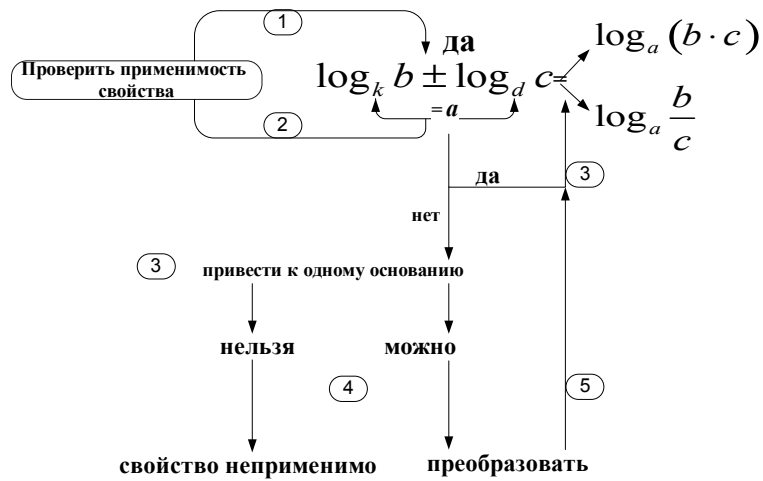 1
да
log_a (b · c)
Проверить применимость
свойства
log_k b ± log_d c =
= a
log_a b/c
2
да
3
нет
3
привести к одному основанию
нельзя
можно
4
5
свойство неприменимо
преобразовать